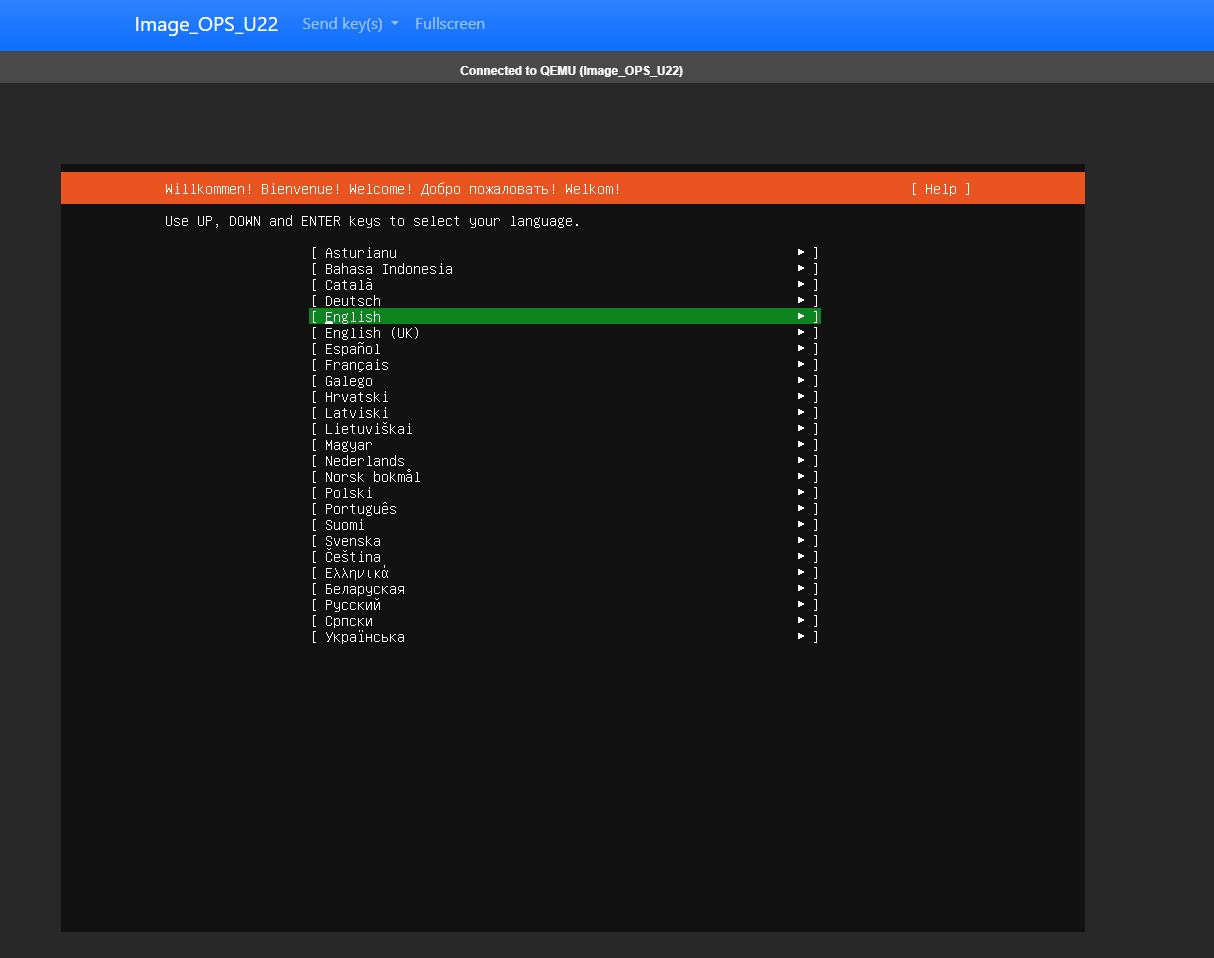 Image_OPS_U22 Send key(s) Fullscreen
Connected to QEMU (Image_OPS_U22)
Willkommen! Bienvenue! Welcome! Добро пожаловать! Welkom! [ Help ]
Use UP, DOWN and ENTER keys to select your language.
[ Asturianu ► ]
[ Bahasa Indonesia ► ]
[ Català ► ]
[ Deutsch ► ]
[ English ► ]
[ English (UK) ► ]
[ Español ► ]
[ Français ► ]
[ Galego ► ]
[ Hrvatski ► ]
[ Latviski ► ]
[ Lietuviškai ► ]
[ Magyar ► ]
[ Nederlands ► ]
[ Norsk bokmål ► ]
[ Polski ► ]
[ Português ► ]
[ Suomi ► ]
[ Svenska ► ]
[ Čeština ► ]
[ Ελληνικά ► ]
[ Беларуская ► ]
[ Русский ► ]
[ Српски ► ]
[ Українська ► ]